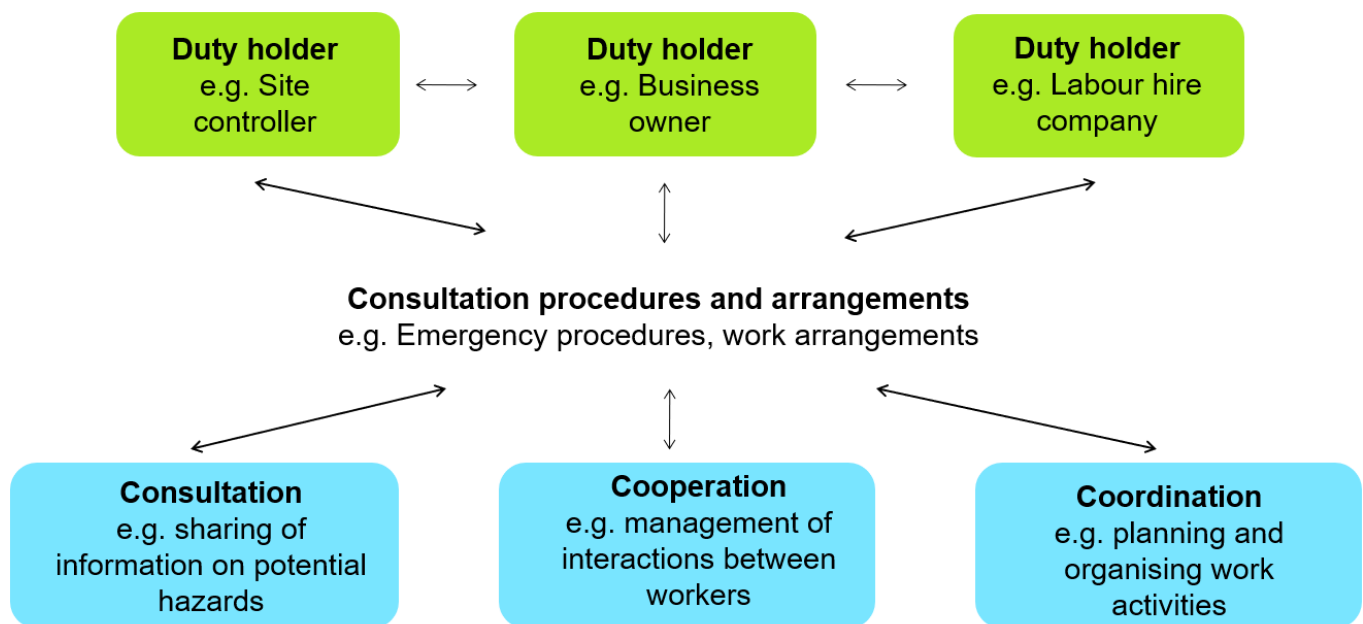 Duty holder
e.g. Site
controller
Duty holder
e.g. Business
owner
Duty holder
e.g. Labour hire
company
Consultation procedures and arrangements
e.g. Emergency procedures, work arrangements
Consultation
e.g. sharing of
information on potential
hazards
Cooperation
e.g. management of
interactions between
workers
Coordination
e.g. planning and
organising work
activities